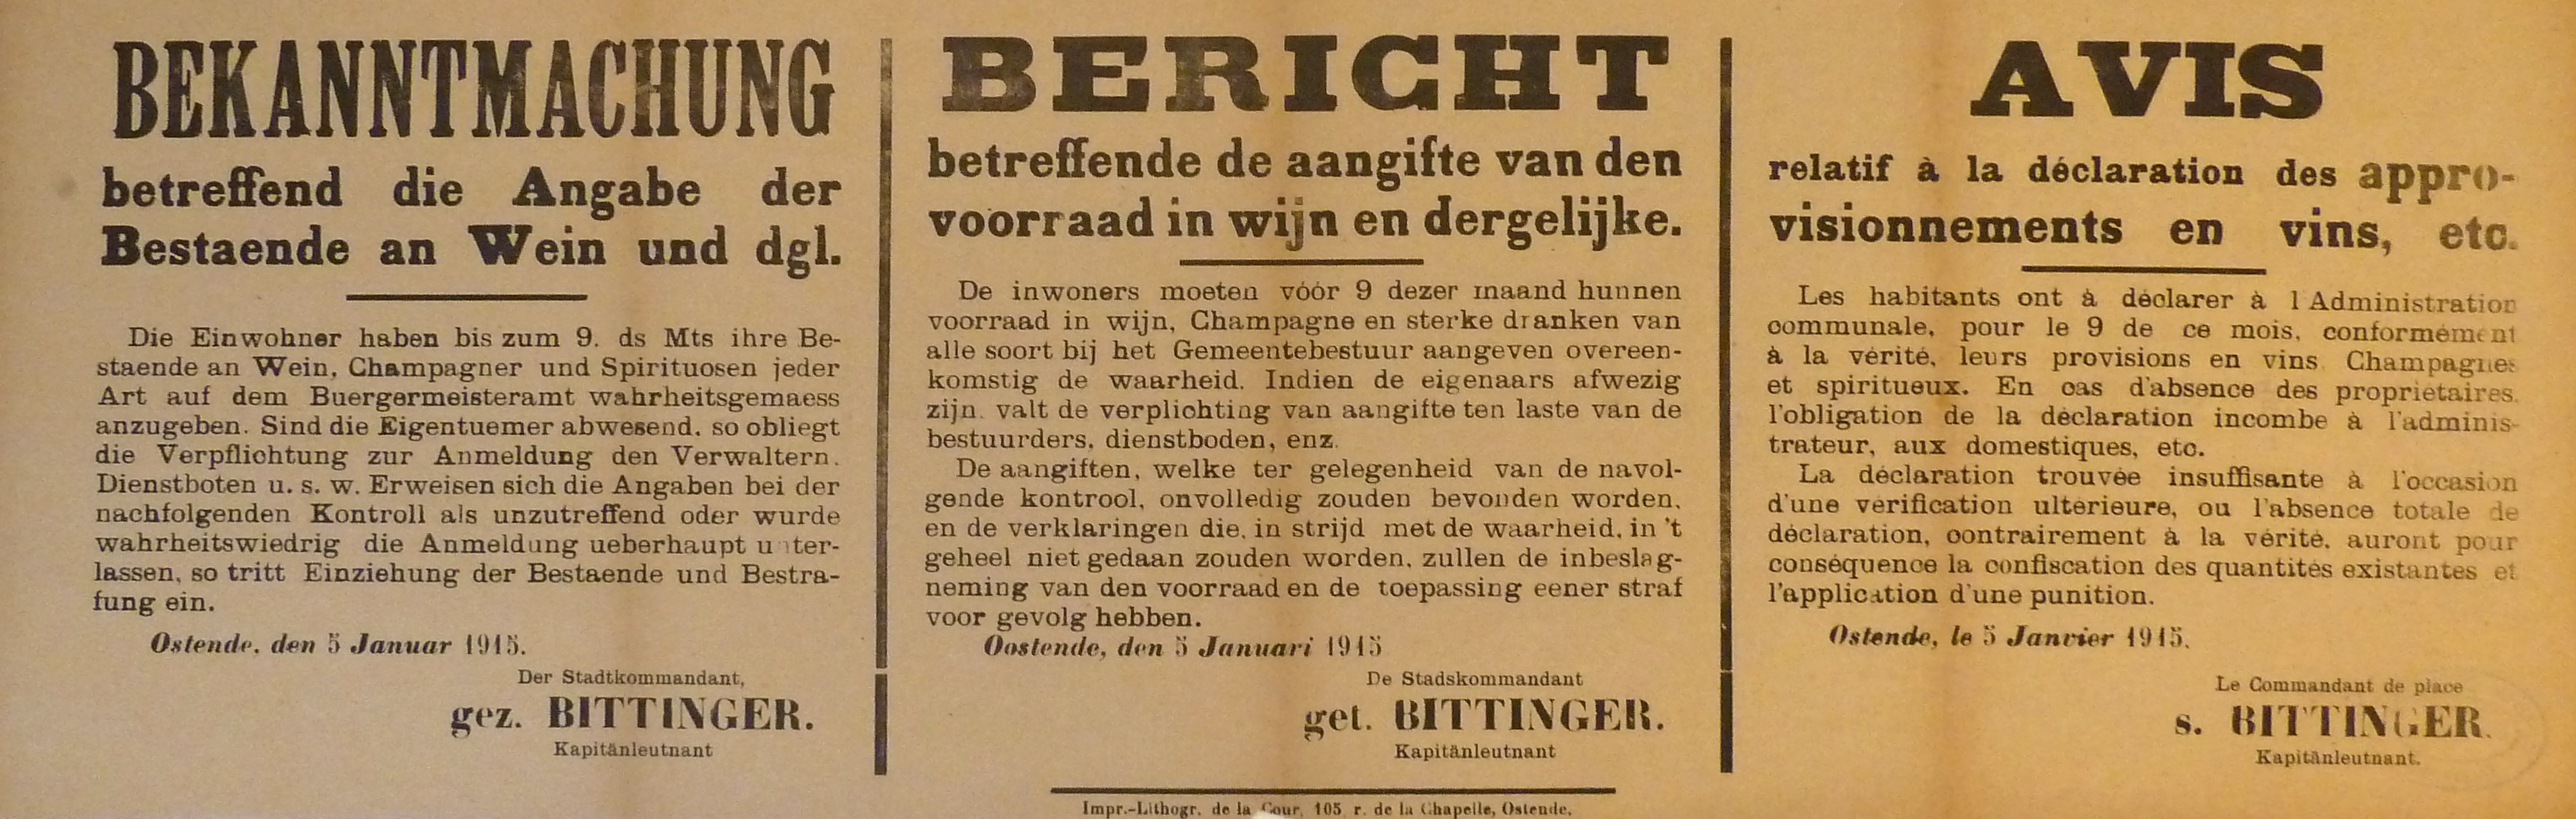 BEKANNTMACHUNG
betreffend die Angabe der
Bestaende an Wein und dgl.
Die Einwohner haben bis zum 9. ds Mts ihre Be-
staende an Wein, Champagner und Spirituosen jeder
Art auf dem Buergermeisteramt wahrheitsgemaess
anzugeben. Sind die Eigentuemer abwesend, so obliegt
die Verpflichtung zur Anmeldung den Verwaltern.
Dienstboten u. s. w. Erweisen sich die Angaben bei der
nachfolgenden Kontroll als unzutreffend oder wurde
wahrheitswiedrig die Anmeldung ueberhaupt unter-
lassen, so tritt Einziehung der Bestaende und Bestra-
fung ein.
Ostende, den 5 Januar 1915.
Der Stadtkommandant,
gez. BITTINGER.
Kapitänleutnant
BERICHT
betreffende de aangifte van den
voorraad in wijn en dergelijke.
De inwoners moeten vóór 9 dezer maand hunnen
voorraad in wijn, Champagne en sterke dranken van
alle soort bij het Gemeentebestuur aangeven overeen-
komstig de waarheid. Indien de eigenaars afwezig
zijn, valt de verplichting van aangifte ten laste van de
bestuurders, dienstboden, enz.
De aangiften, welke ter gelegenheid van de navol-
gende kontrool, onvolledig zouden bevonden worden,
en de verklaringen die, in strijd met de waarheid, in 't
geheel niet gedaan zouden worden, zullen de inbeslag-
neming van den voorraad en de toepassing eener straf
voor gevolg hebben.
Oostende, den 5 Januari 1915
De Stadskommandant
get. BITTINGER.
Kapitänleutnant
AVIS
relatif à la déclaration des appro-
visionnements en vins, etc.
Les habitants ont à déclarer à l'Administration
communale, pour le 9 de ce mois, conformément
à la vérité, leurs provisions en vins, Champagnes
et spiritueux. En cas d'absence des propriétaires,
l'obligation de la déclaration incombe à l'adminis-
trateur, aux domestiques, etc.
La déclaration trouvée insuffisante à l'occasion
d'une vérification ultérieure, ou l'absence totale de
déclaration, contrairement à la vérité, auront pour
conséquence la confiscation des quantités existantes et
l'application d'une punition.
Ostende, le 5 Janvier 1915.
Le Commandant de place
s. BITTINGER.
Kapitänleutnant.
Impr.-Lithogr. de la Cour, 105, r. de la Chapelle, Ostende.